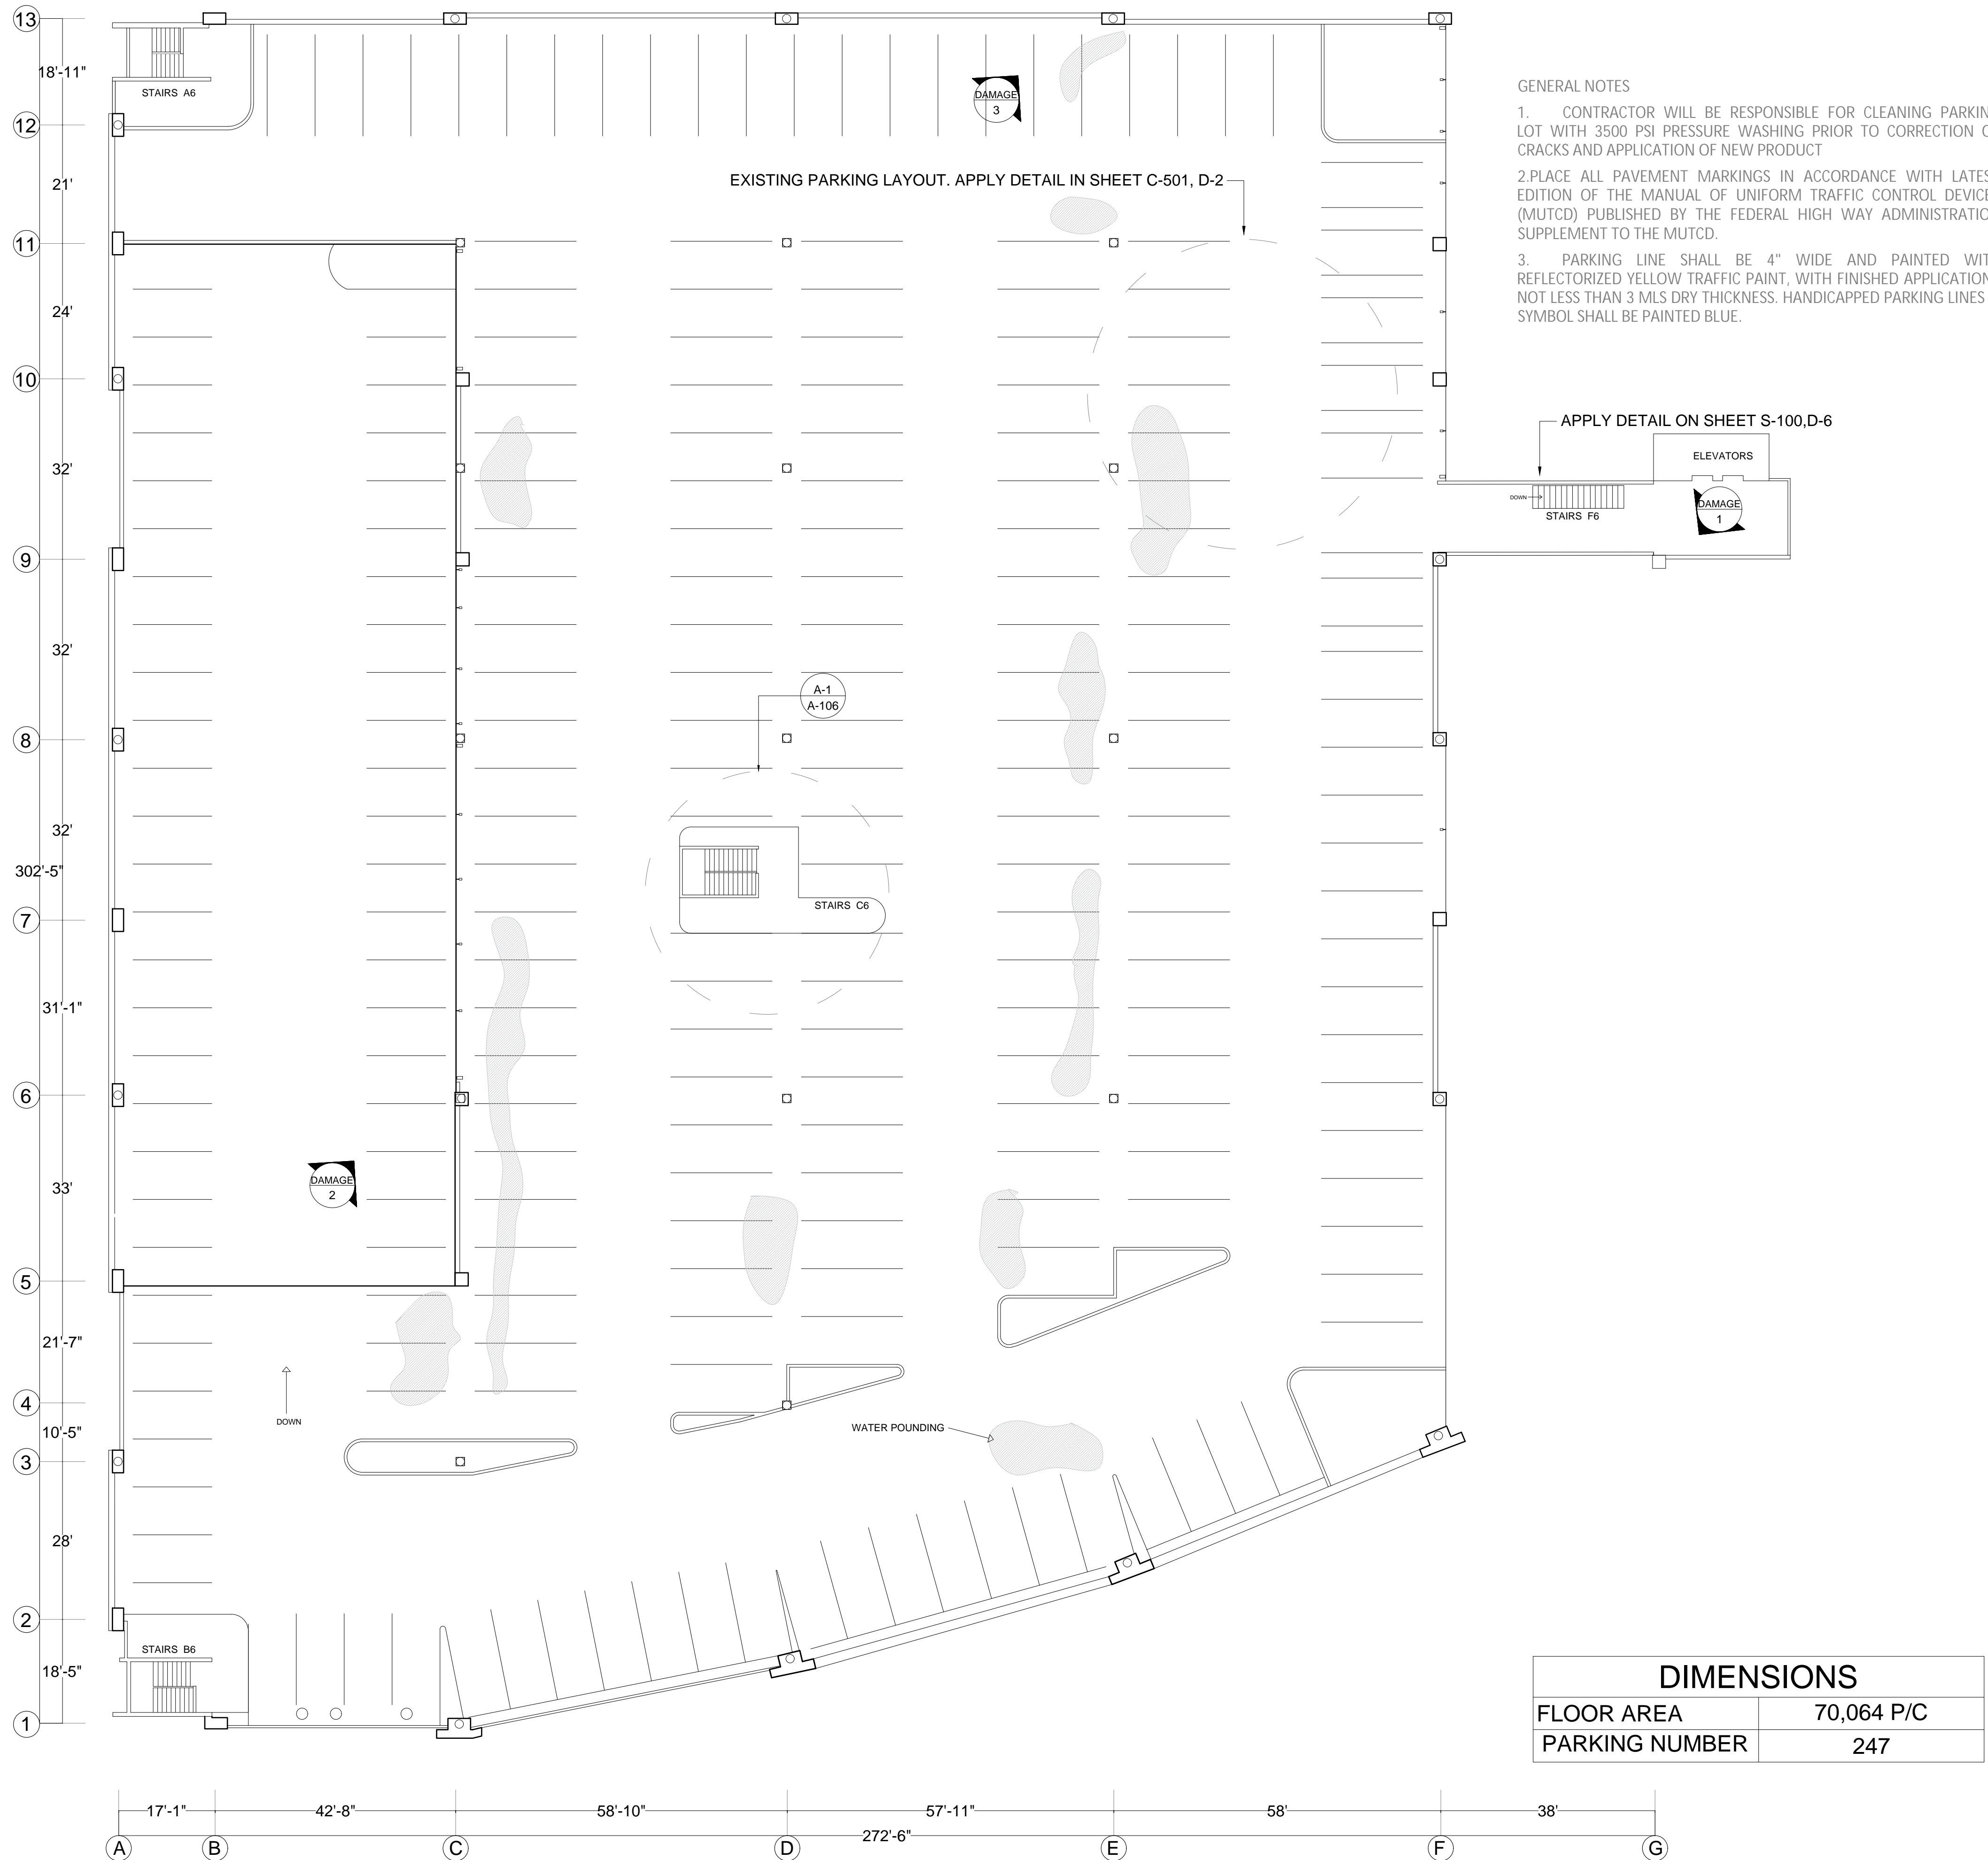 13
18'-11"
STAIRS A6
DAMAGE
3
12
21'
EXISTING PARKING LAYOUT. APPLY DETAIL IN SHEET C-501, D-2
GENERAL NOTES
1. CONTRACTOR WILL BE RESPONSIBLE FOR CLEANING PARKIN
LOT WITH 3500 PSI PRESSURE WASHING PRIOR TO CORRECTION O
CRACKS AND APPLICATION OF NEW PRODUCT
2.PLACE ALL PAVEMENT MARKINGS IN ACCORDANCE WITH LATES
EDITION OF THE MANUAL OF UNIFORM TRAFFIC CONTROL DEVICE
(MUTCD) PUBLISHED BY THE FEDERAL HIGH WAY ADMINISTRATIO
SUPPLEMENT TO THE MUTCD.
3. PARKING LINE SHALL BE 4" WIDE AND PAINTED WIT
REFLECTORIZED YELLOW TRAFFIC PAINT, WITH FINISHED APPLICATION
NOT LESS THAN 3 MLS DRY THICKNESS. HANDICAPPED PARKING LINES
SYMBOL SHALL BE PAINTED BLUE.
11
24'
10
32'
APPLY DETAIL ON SHEET S-100,D-6
ELEVATORS
DOWN
STAIRS F6
DAMAGE
1
9
32'
A-1
A-106
8
32'
302'-5"
STAIRS C6
7
31'-1"
6
DAMAGE
2
33'
5
21'-7"
4
DOWN
10'-5"
WATER POUNDING
3
28'
2
STAIRS B6
18'-5"
1
DIMENSIONS
FLOOR AREA 70,064 P/C
PARKING NUMBER 247
17'-1" 42'-8" 58'-10" 57'-11" 58' 38'
272'-6"
A B C D E F G